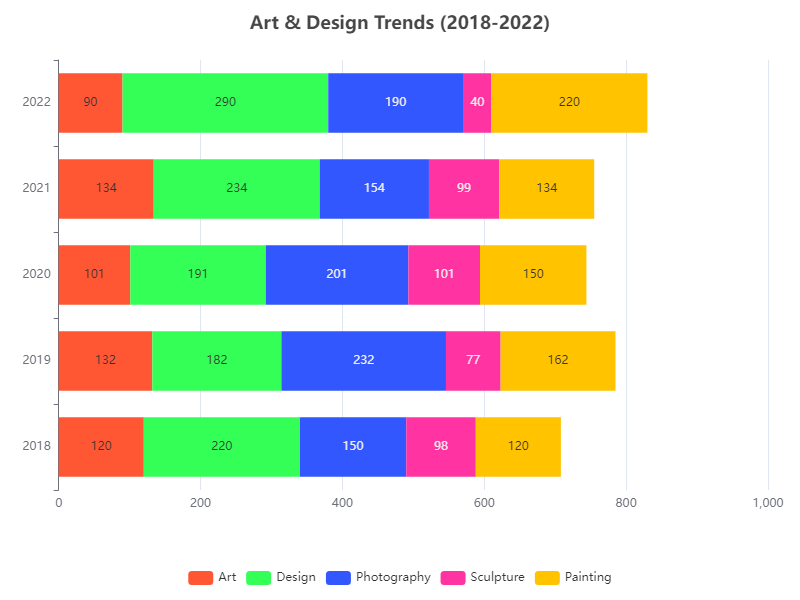 Art & Design Trends (2018-2022)
2022 90 290 190 40 220
2021 134 234 154 99 134
2020 101 191 201 101 150
2019 132 182 232 77 162
2018 120 220 150 98 120
0 200 400 600 800 1,000
Art Design Photography Sculpture Painting